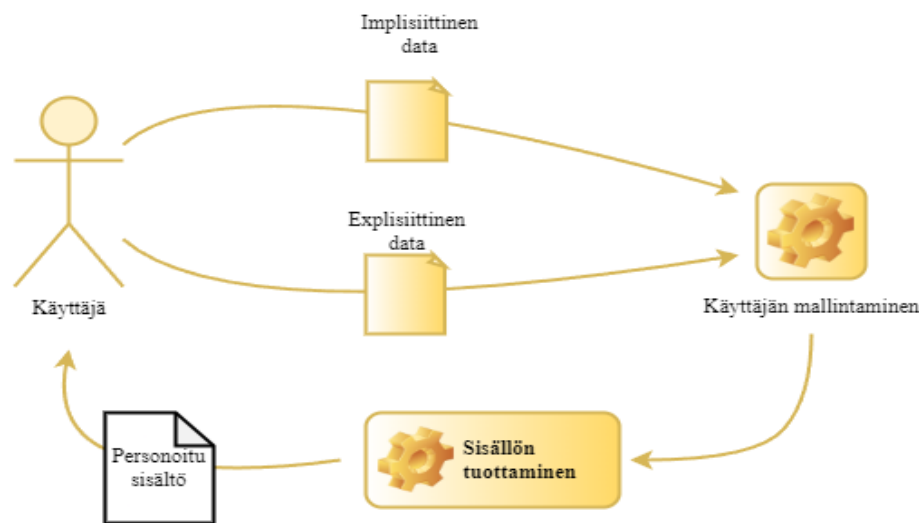 Implisiittinen
data
Explisiittinen
data
Käyttäjä
Käyttäjän mallintaminen
Personoitu
sisältö
Sisällön
tuottaminen